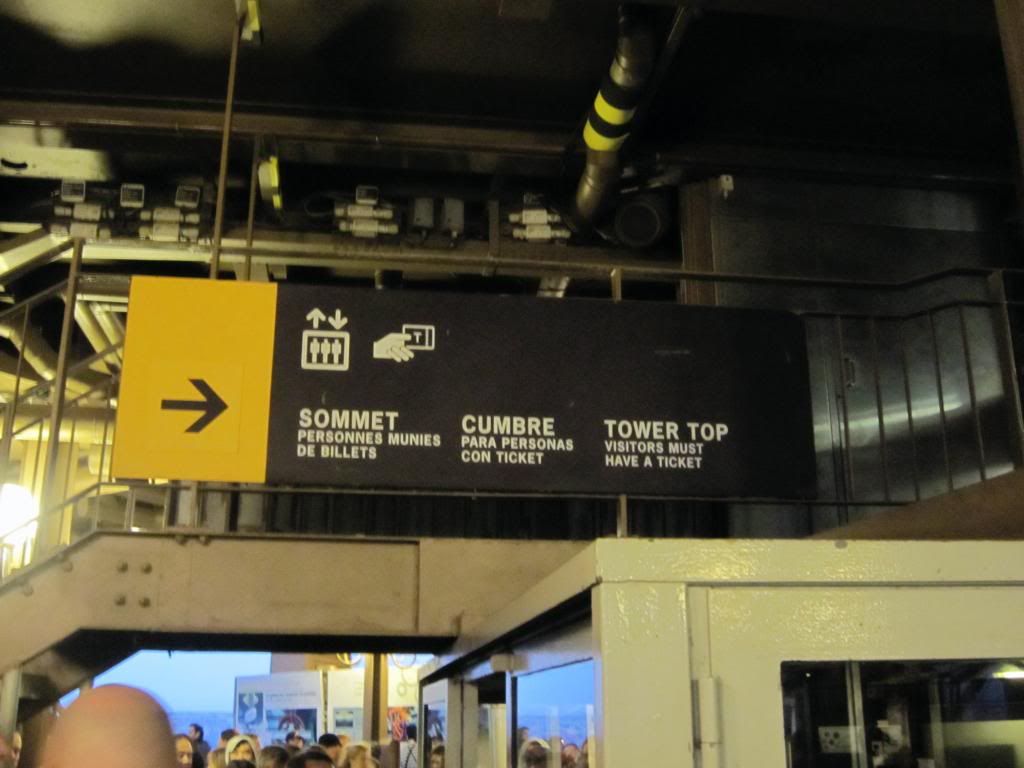 T
SOMMET
PERSONNES MUNIES
DE BILLETS
CUMBRE
PARA PERSONAS
CON TICKET
TOWER TOP
VISITORS MUST
HAVE A TICKET